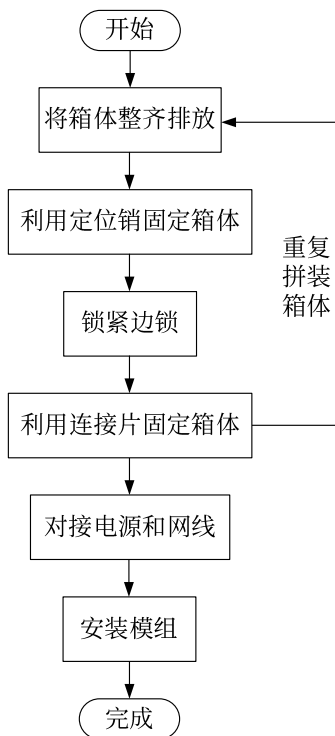 开始
将箱体整齐排放
利用定位销固定箱体
重复
拼装
箱体
锁紧边锁
利用连接片固定箱体
对接电源和网线
安装模组
完成